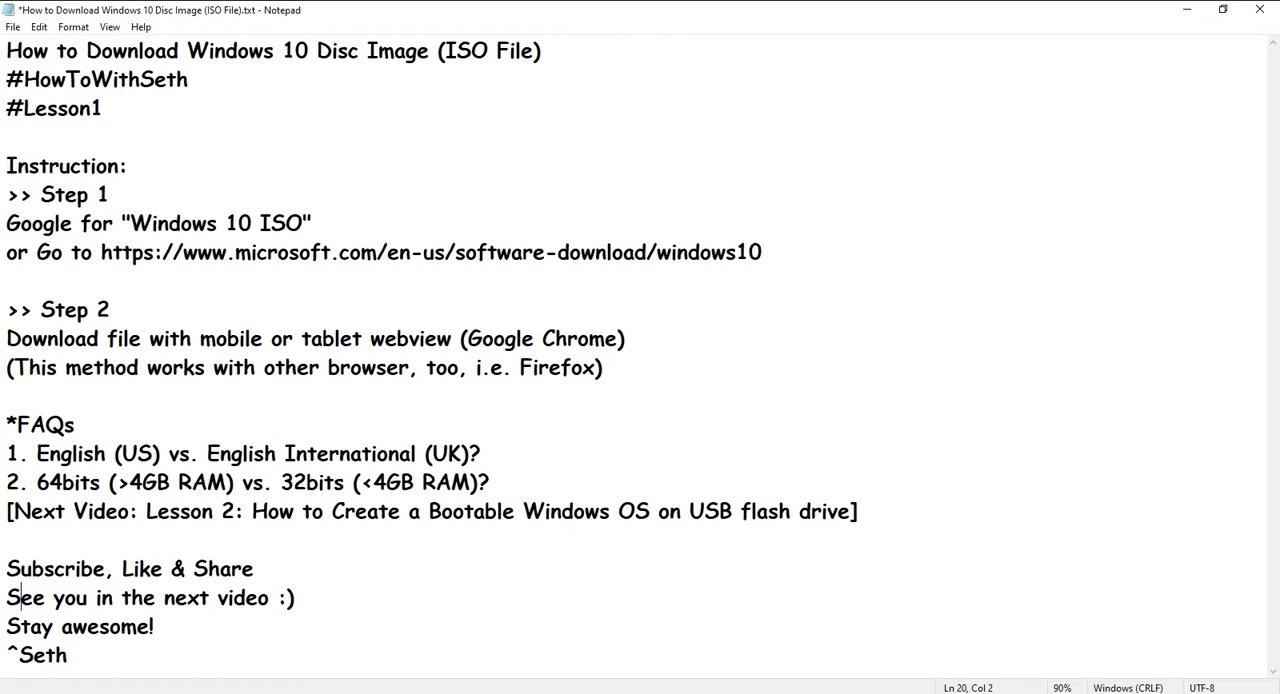 *How to Download Windows 10 Disc Image (ISO File).txt - Notepad
File Edit Format View Help
How to Download Windows 10 Disc Image (ISO File)
#HowToWithSeth
#Lesson1
Instruction:
>> Step 1
Google for "Windows 10 ISO"
or Go to https://www.microsoft.com/en-us/software-download/windows10
>> Step 2
Download file with mobile or tablet webview (Google Chrome)
(This method works with other browser, too, i.e. Firefox)
*FAQs
1. English (US) vs. English International (UK)?
2. 64bits (>4GB RAM) vs. 32bits (<4GB RAM)?
[Next Video: Lesson 2: How to Create a Bootable Windows OS on USB flash drive]
Subscribe, Like & Share
See you in the next video :)
Stay awesome!
^Seth
Ln 20, Col 2 90% Windows (CRLF) UTF-8